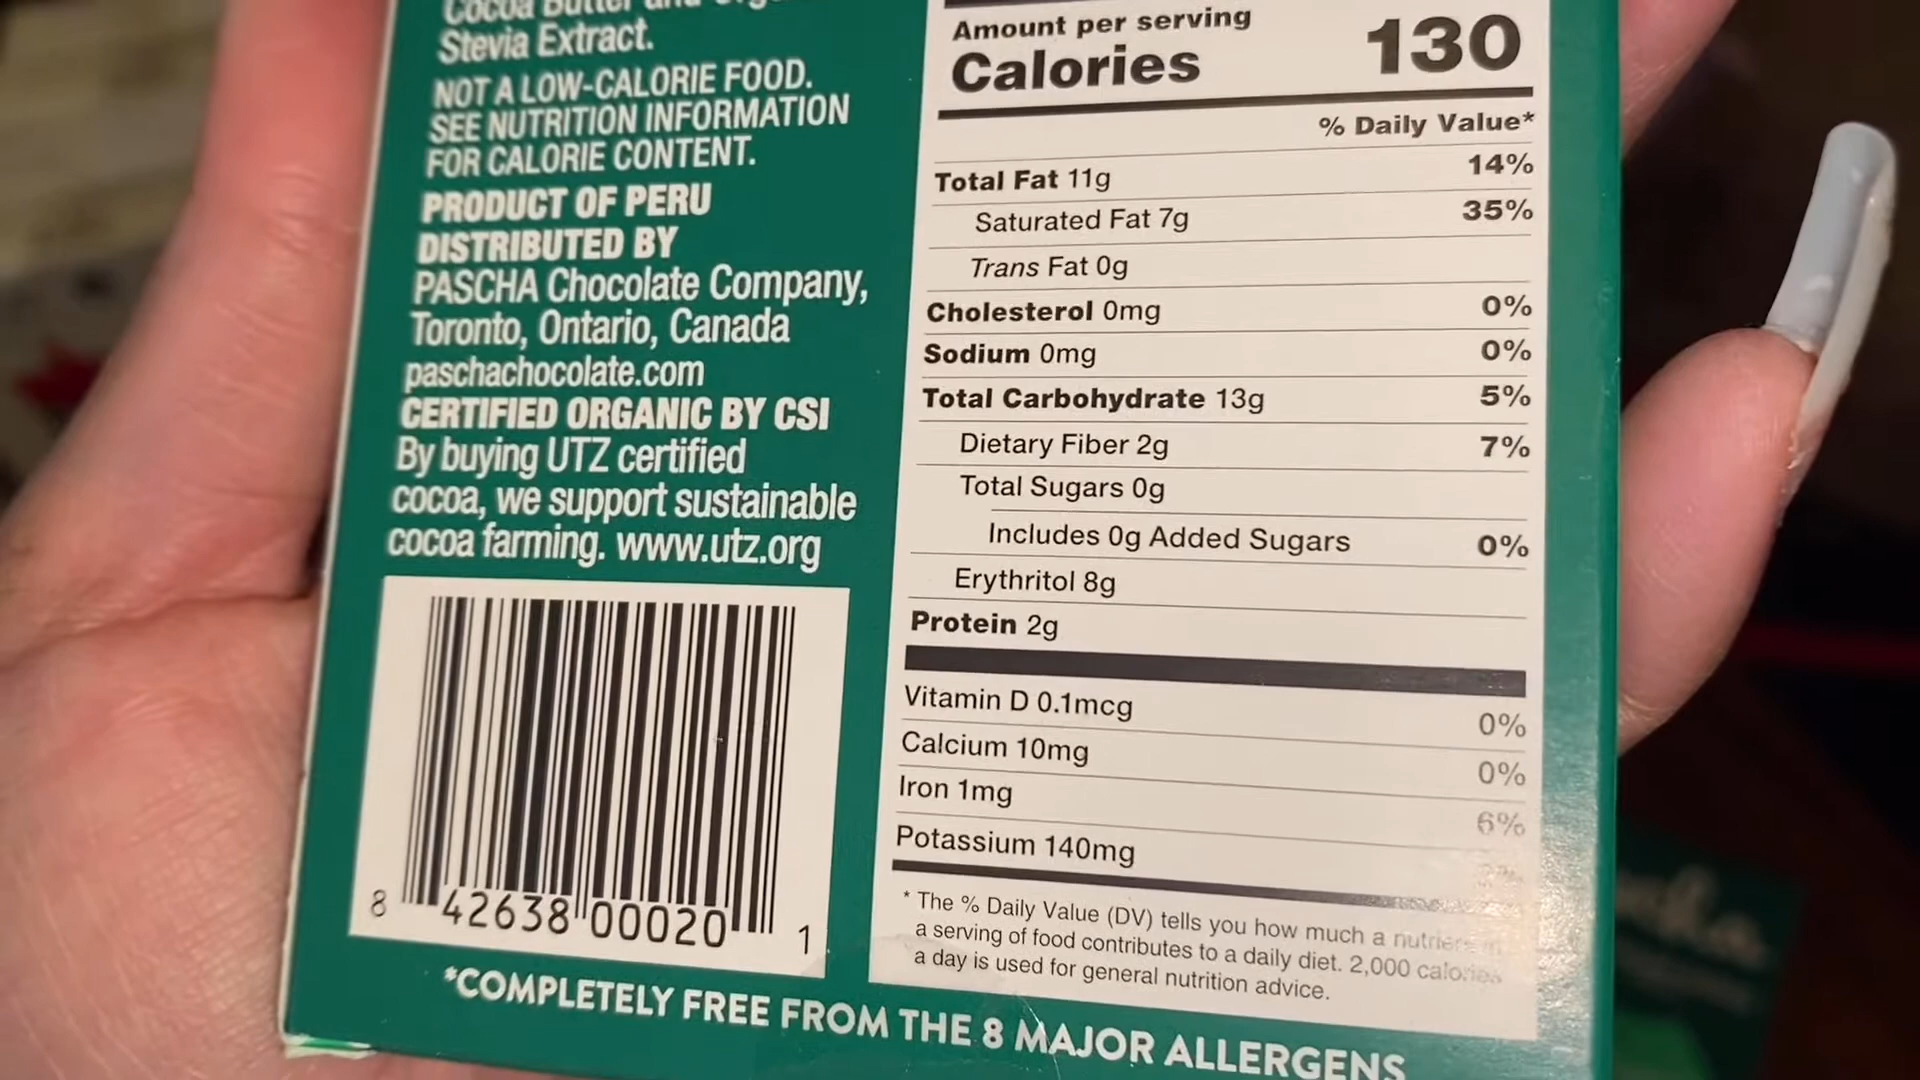 Cocoa Butter and
Stevia Extract.
NOT A LOW-CALORIE FOOD.
SEE NUTRITION INFORMATION
FOR CALORIE CONTENT.
PRODUCT OF PERU
DISTRIBUTED BY
PASCHA Chocolate Company,
Toronto, Ontario, Canada
paschachocolate.com
CERTIFIED ORGANIC BY CSI
By buying UTZ certified
cocoa, we support sustainable
cocoa farming. www.utz.org
8 42638 00020 1
Amount per serving
Calories 130
% Daily Value*
Total Fat 11g 14%
Saturated Fat 7g 35%
Trans Fat 0g
Cholesterol 0mg 0%
Sodium 0mg 0%
Total Carbohydrate 13g 5%
Dietary Fiber 2g 7%
Total Sugars 0g
Includes 0g Added Sugars 0%
Erythritol 8g
Protein 2g
Vitamin D 0.1mcg 0%
Calcium 10mg 0%
Iron 1mg 6%
Potassium 140mg
* The % Daily Value (DV) tells you how much a nutrient in
a serving of food contributes to a daily diet. 2,000 calories
a day is used for general nutrition advice.
*COMPLETELY FREE FROM THE 8 MAJOR ALLERGENS